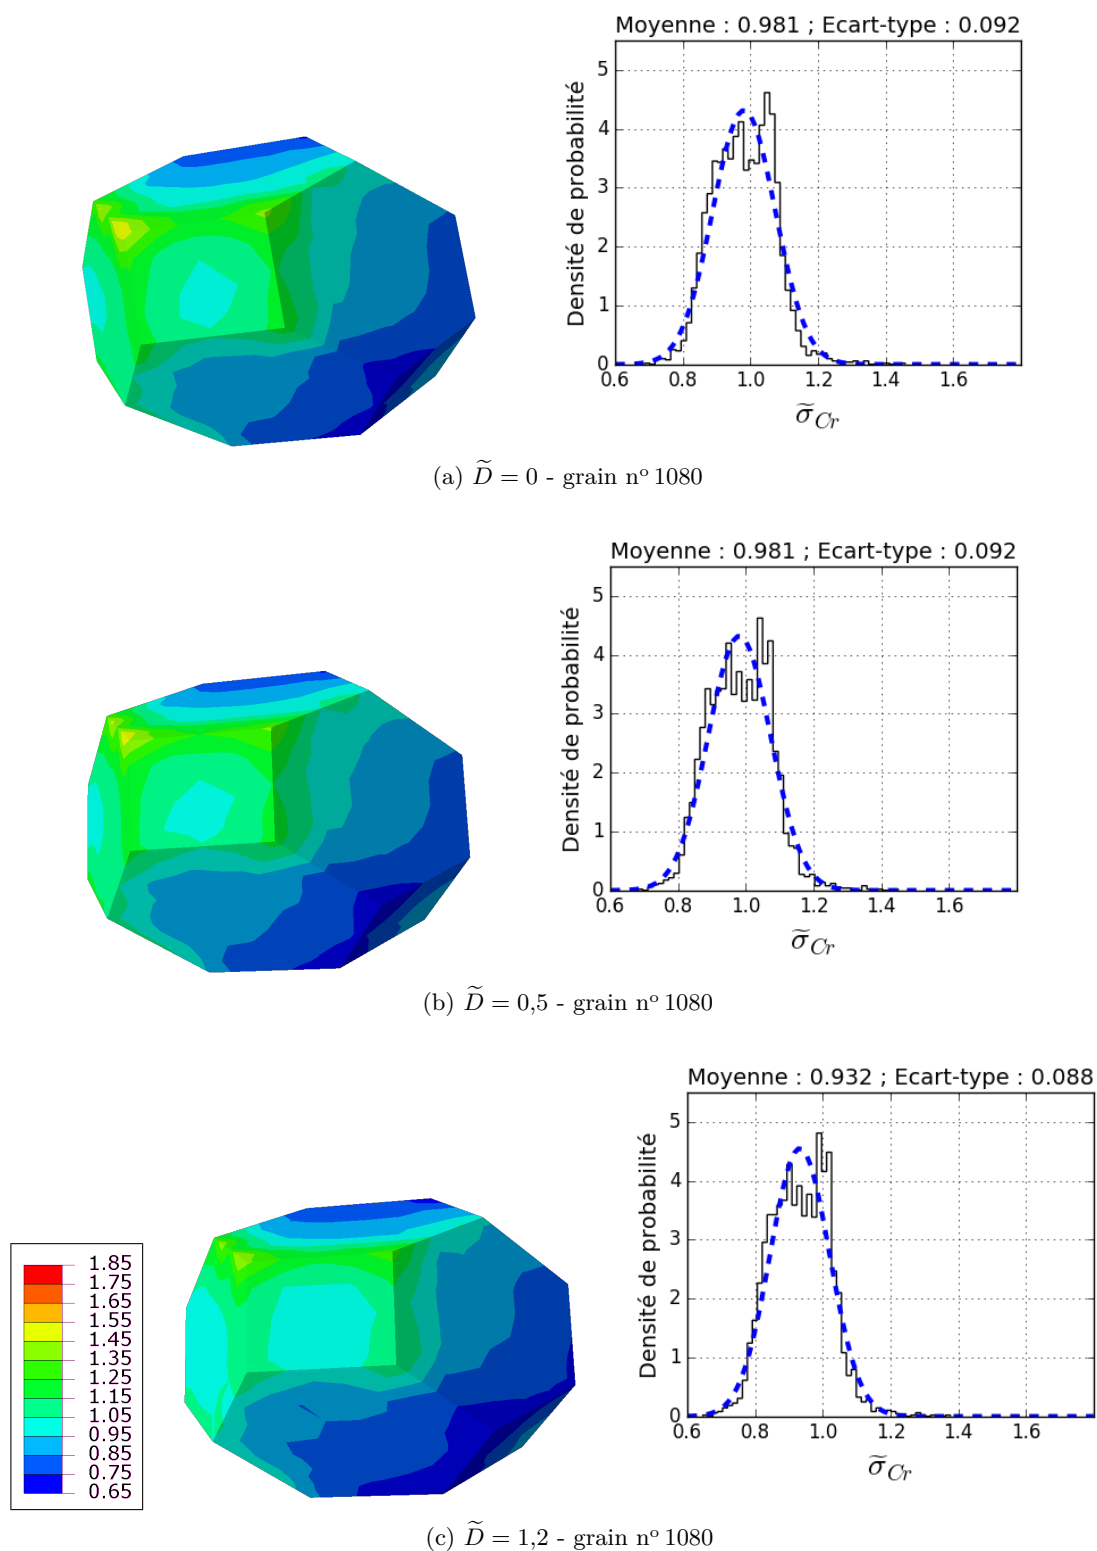 Moyenne : 0.981 ; Ecart-type : 0.092
Densité de probabilité
5
4
3
2
1
0
0.6 0.8 1.0 1.2 1.4 1.6
σ̃Cr
(a) D̃ = 0 - grain nº 1080
Moyenne : 0.981 ; Ecart-type : 0.092
Densité de probabilité
5
4
3
2
1
0
0.6 0.8 1.0 1.2 1.4 1.6
σ̃Cr
(b) D̃ = 0,5 - grain nº 1080
Moyenne : 0.932 ; Ecart-type : 0.088
Densité de probabilité
5
4
3
2
1
0
0.6 0.8 1.0 1.2 1.4 1.6
σ̃Cr
1.85
1.75
1.65
1.55
1.45
1.35
1.25
1.15
1.05
0.95
0.85
0.75
0.65
(c) D̃ = 1,2 - grain nº 1080